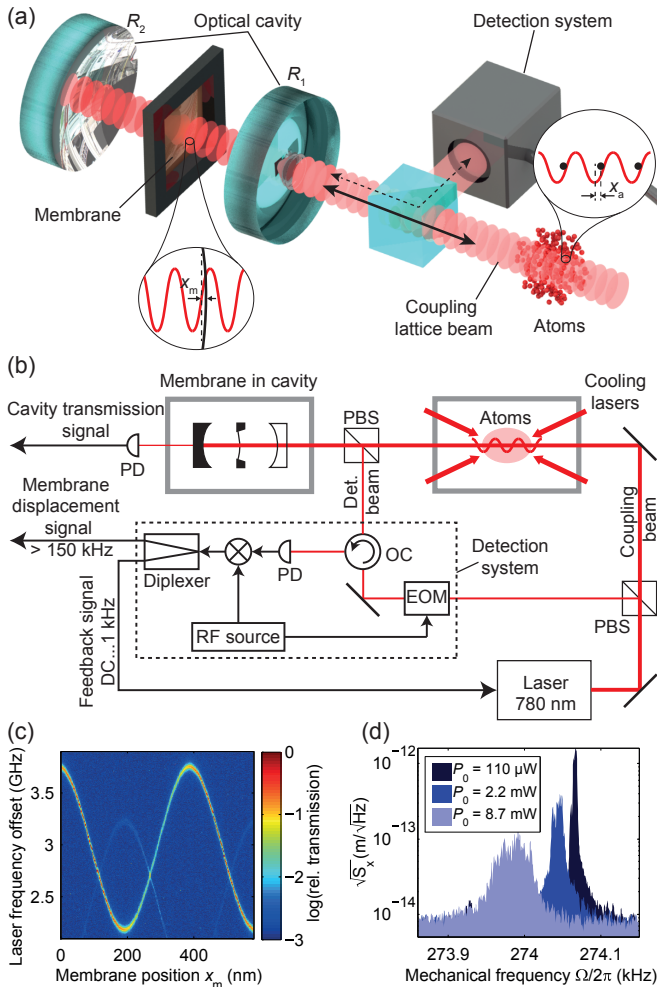 (a)
R2
Optical cavity
R1
Detection system
Membrane
xm
xa
Coupling
lattice beam
Atoms
(b)
Membrane in cavity
Cavity transmission
signal
PD
PBS
Atoms
Cooling
lasers
Membrane
displacement
signal
> 150 kHz
Det.
beam
Coupling
beam
Diplexer
PD
OC
Detection
system
EOM
RF source
PBS
Feedback signal
DC...1 kHz
Laser
780 nm
(c)
Laser frequency offset (GHz)
3.5
3
2.5
0
200
400
Membrane position xm (nm)
0
−1
−2
−3
log(rel. transmission)
(d)
√Sx (m/√Hz)
10−12
10−13
10−14
P0 = 110 µW
P0 = 2.2 mW
P0 = 8.7 mW
273.9
274
274.1
Mechanical frequency Ω/2π (kHz)